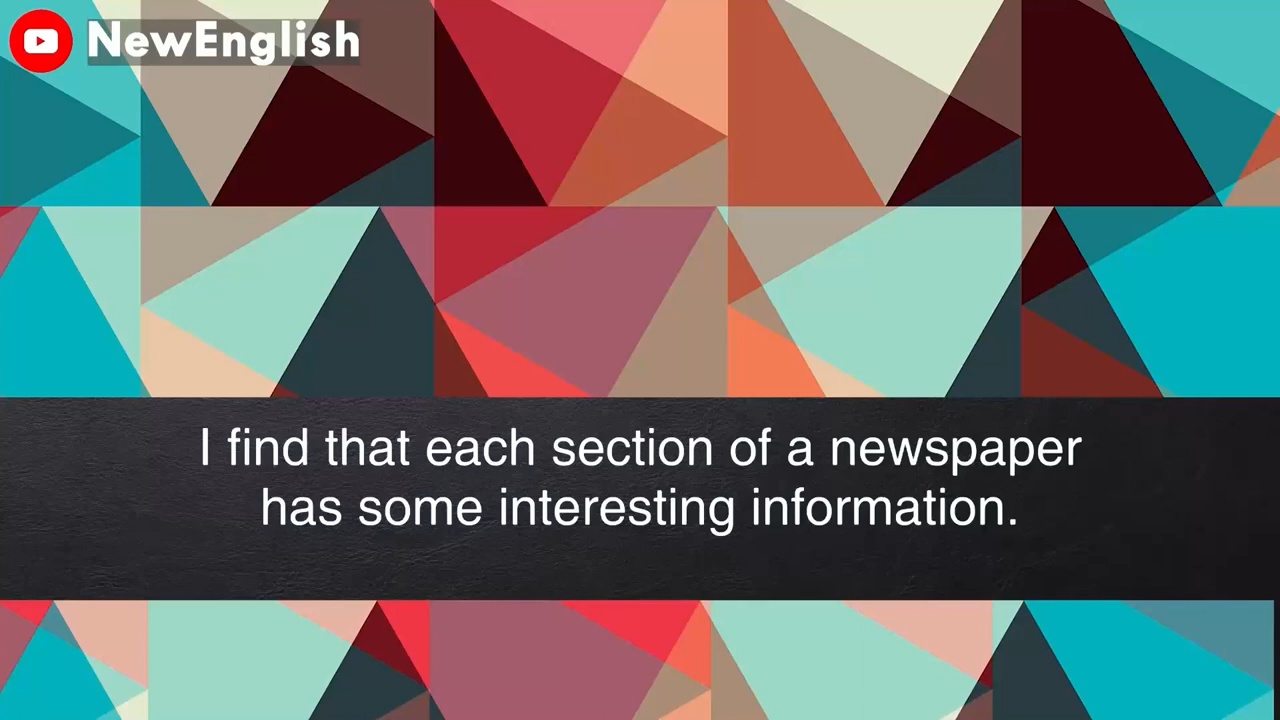 NewEnglish
I find that each section of a newspaper
has some interesting information.